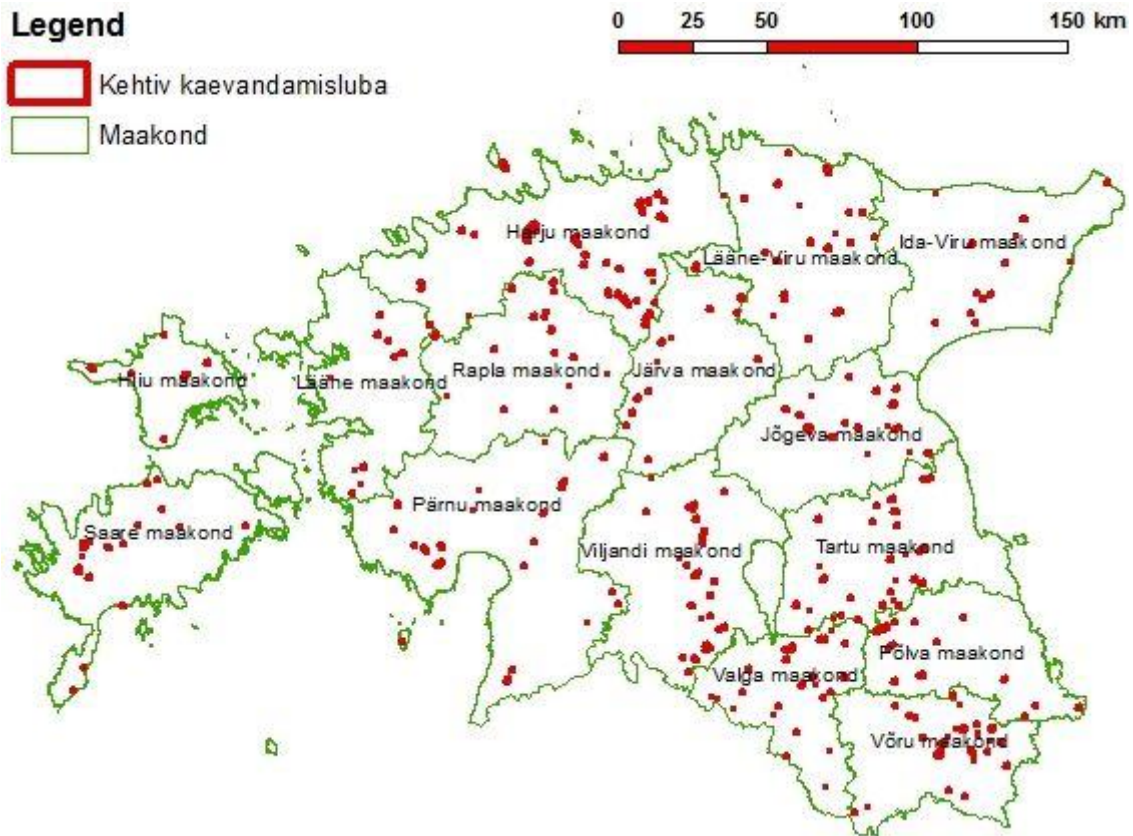 Legend
0 25 50 100 150 km
Kehtiv kaevandamisluba
Maakond
Harju maakond
Lääne-Viru maakond
Ida-Viru maakond
Hiiu maakond
Lääne maakond
Rapla maakond
Järva maakond
Jõgeva maakond
Pärnu maakond
Saare maakond
Viljandi maakond
Tartu maakond
Põlva maakond
Valga maakond
Võru maakond